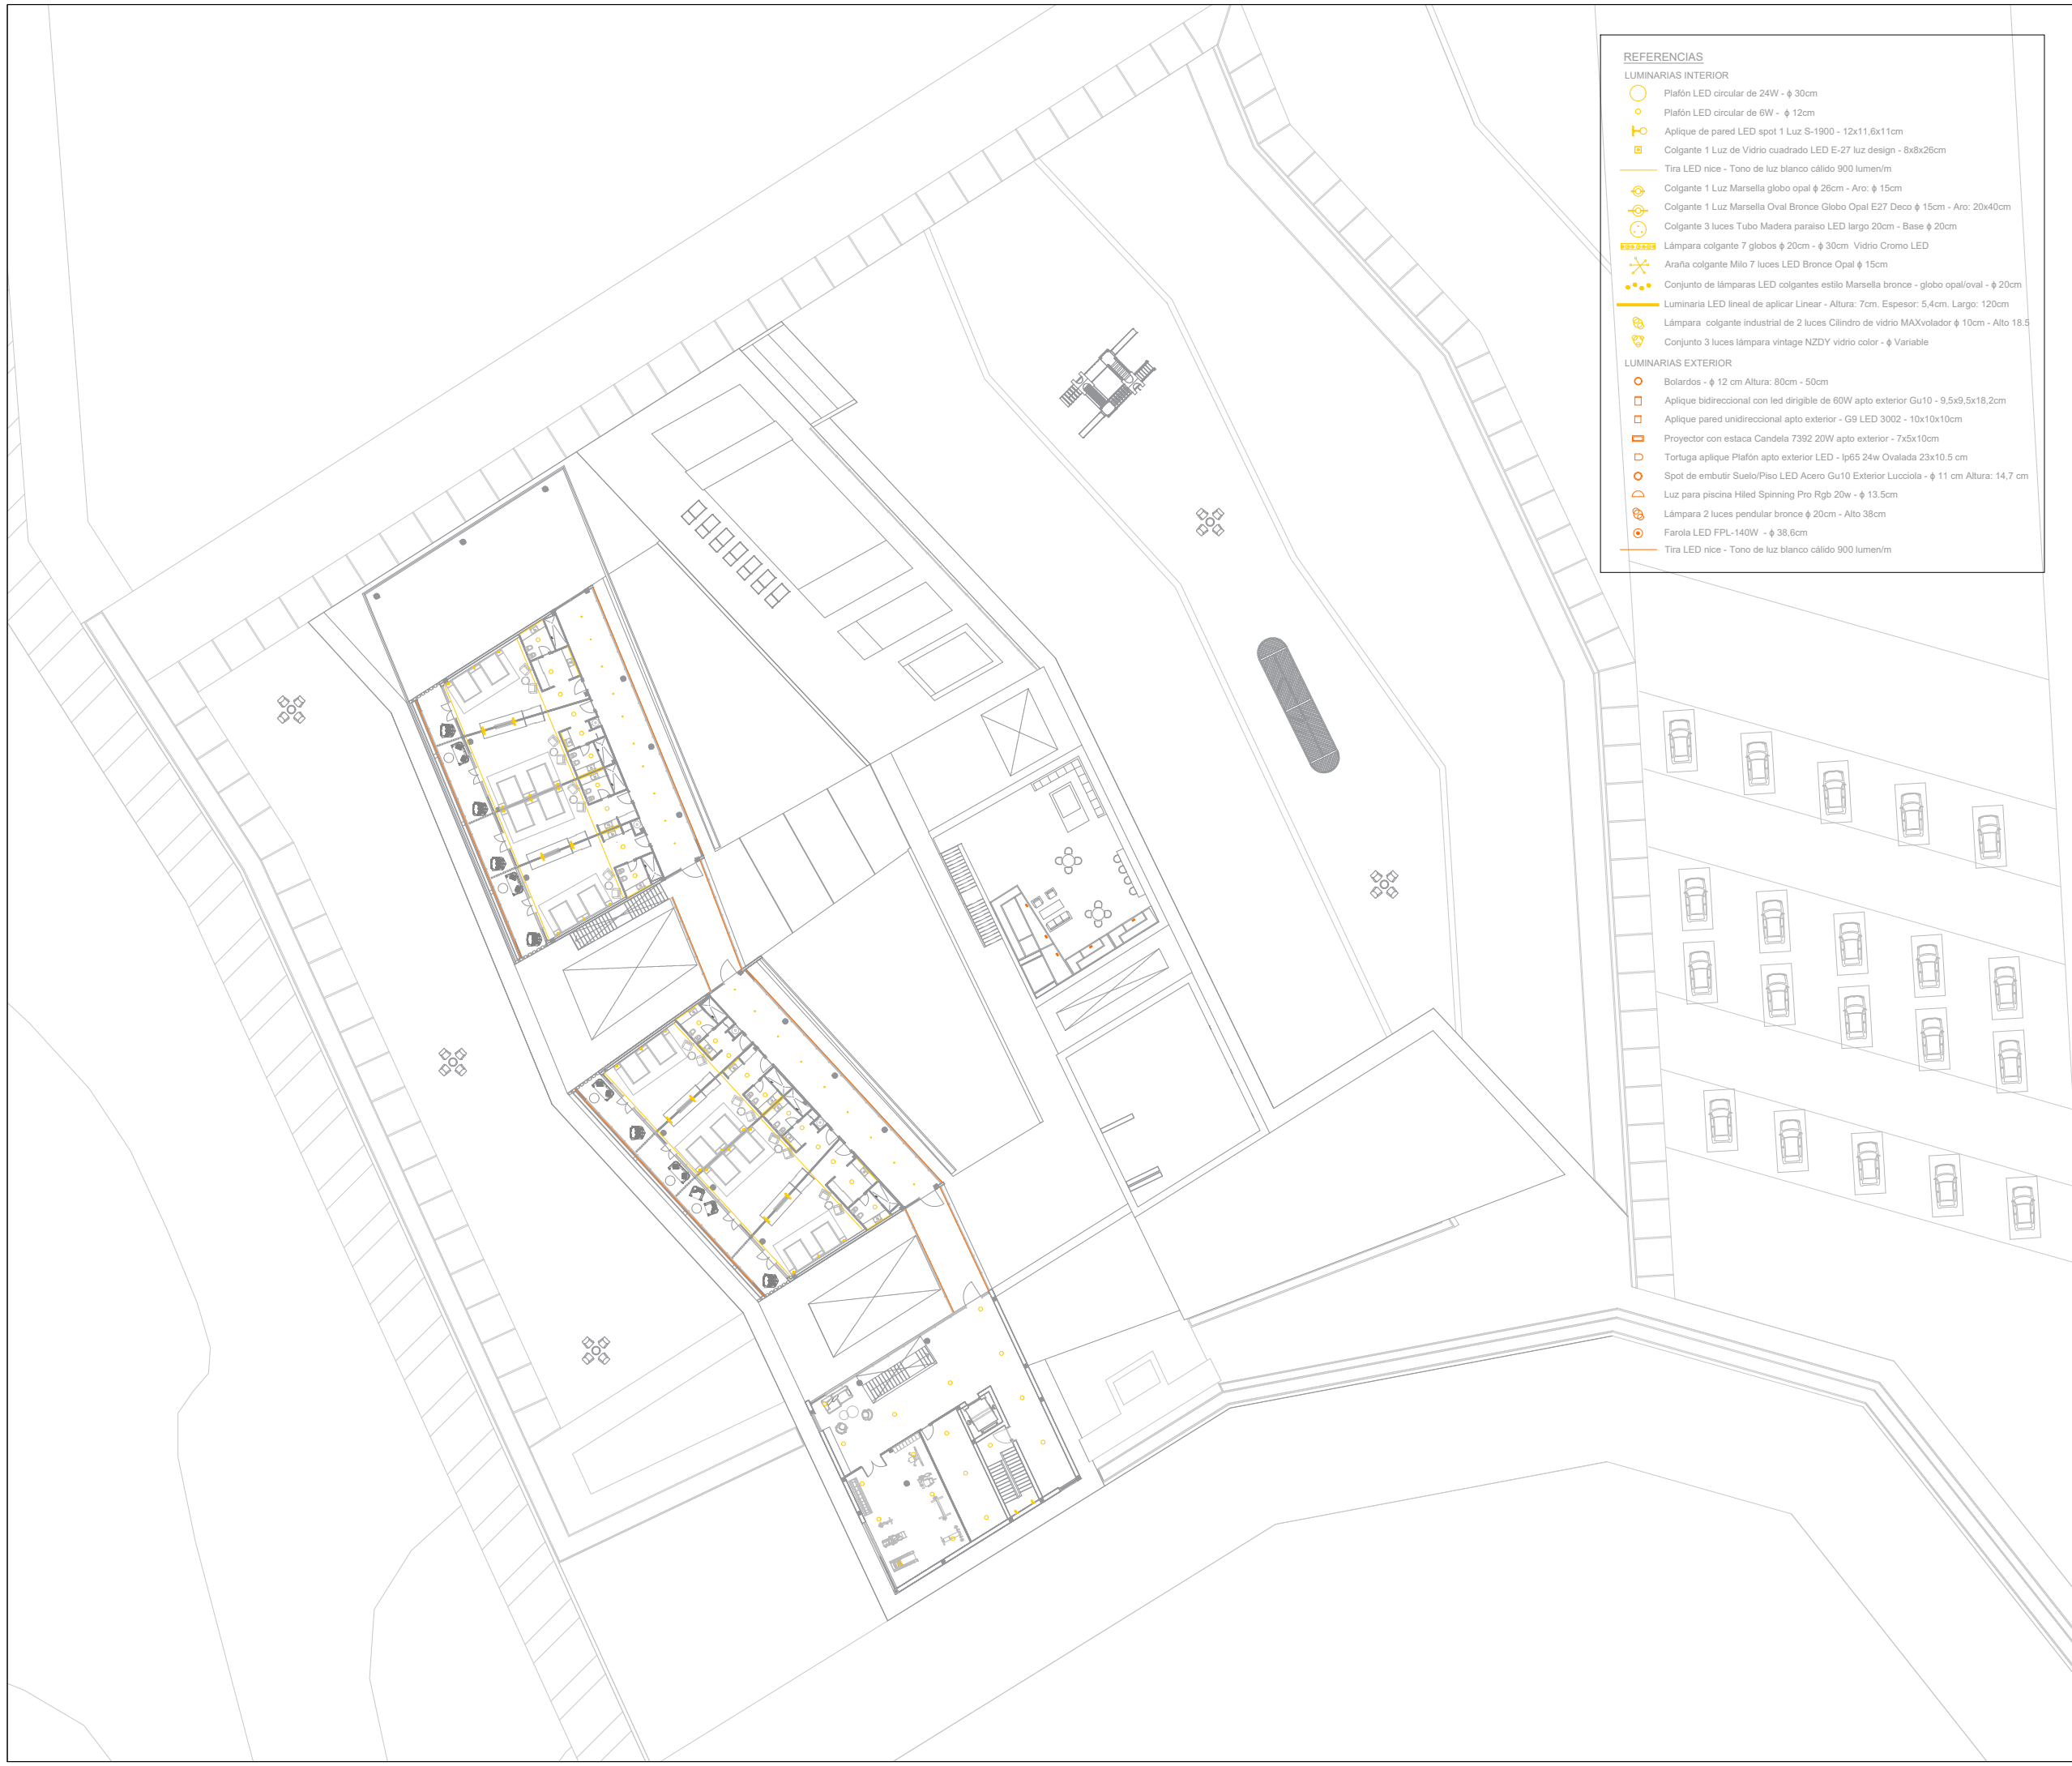 REFERENCIAS
LUMINARIAS INTERIOR
Plafón LED circular de 24W - ϕ 30cm
Plafón LED circular de 6W - ϕ 12cm
Aplique de pared LED spot 1 Luz S-1900 - 12x11,6x11cm
Colgante 1 Luz de Vidrio cuadrado LED E-27 luz design - 8x8x26cm
Tira LED nice - Tono de luz blanco cálido 900 lumen/m
Colgante 1 Luz Marsella globo opal ϕ 26cm - Aro: ϕ 15cm
Colgante 1 Luz Marsella Oval Bronce Globo Opal E27 Deco ϕ 15cm - Aro: 20x40cm
Colgante 3 luces Tubo Madera paraiso LED largo 20cm - Base ϕ 20cm
Lámpara colgante 7 globos ϕ 20cm - ϕ 30cm Vidrio Cromo LED
Araña colgante Milo 7 luces LED Bronce Opal ϕ 15cm
Conjunto de lámparas LED colgantes estilo Marsella bronce - globo opal/oval - ϕ 20cm
Luminaria LED lineal de aplicar Linear - Altura: 7cm. Espesor: 5,4cm. Largo: 120cm
Lámpara colgante industrial de 2 luces Cilindro de vidrio MAXvolador ϕ 10cm - Alto 18.5
Conjunto 3 luces lámpara vintage NZDY vidrio color - ϕ Variable
LUMINARIAS EXTERIOR
Bolardos - ϕ 12 cm Altura: 80cm - 50cm
Aplique bidireccional con led dirigible de 60W apto exterior Gu10 - 9,5x9,5x18,2cm
Aplique pared unidireccional apto exterior - G9 LED 3002 - 10x10x10cm
Proyector con estaca Candela 7392 20W apto exterior - 7x5x10cm
Tortuga aplique Plafón apto exterior LED - Ip65 24w Ovalada 23x10.5 cm
Spot de embutir Suelo/Piso LED Acero Gu10 Exterior Lucciola - ϕ 11 cm Altura: 14,7 cm
Luz para piscina Hiled Spinning Pro Rgb 20w - ϕ 13.5cm
Lámpara 2 luces pendular bronce ϕ 20cm - Alto 38cm
Farola LED FPL-140W - ϕ 38,6cm
Tira LED nice - Tono de luz blanco cálido 900 lumen/m